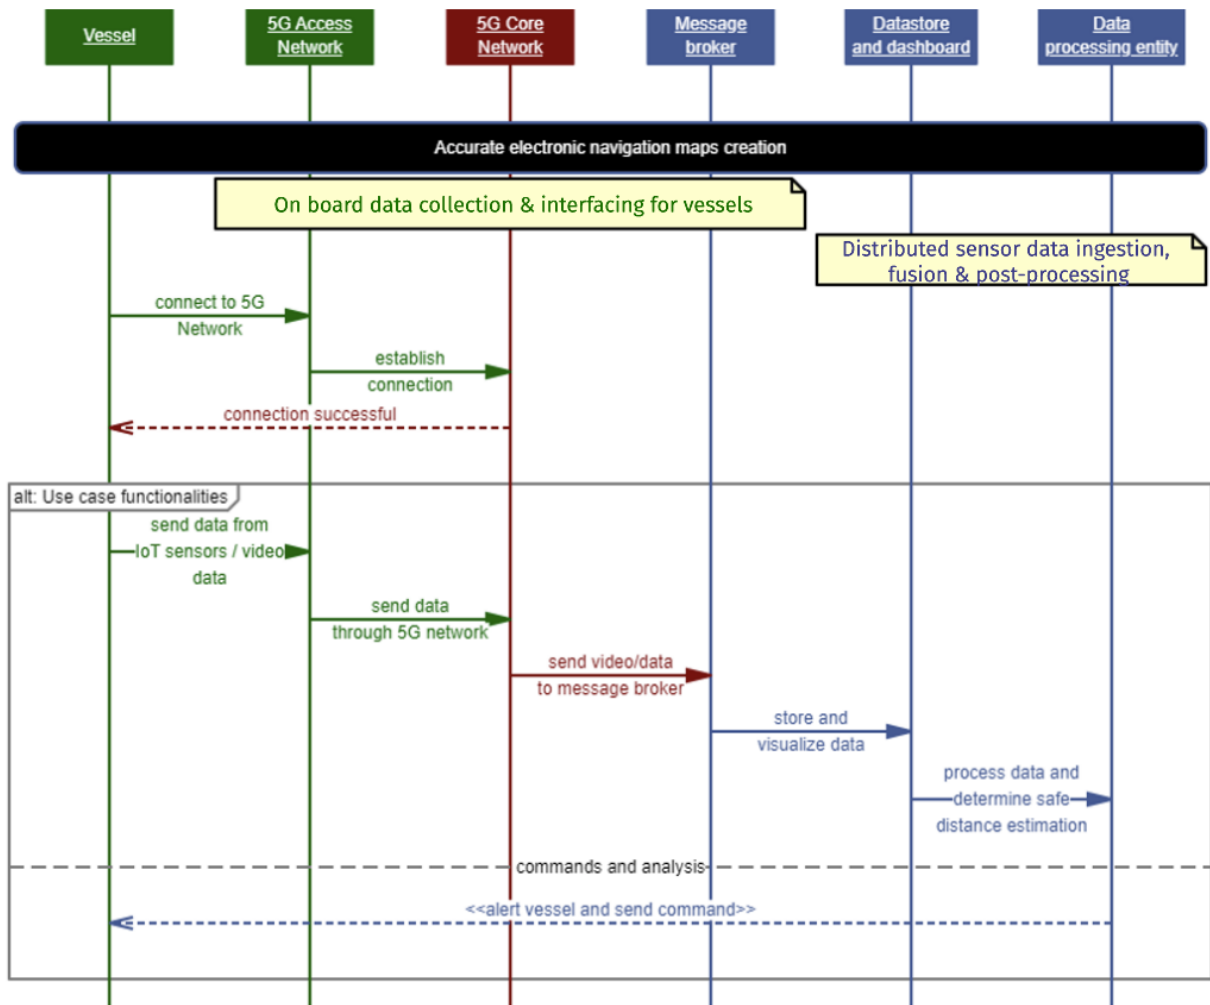 Vessel
5G Access
Network
5G Core
Network
Message
broker
Datastore
and dashboard
Data
processing entity
Accurate electronic navigation maps creation
On board data collection & interfacing for vessels
Distributed sensor data ingestion,
fusion & post-processing
connect to 5G
Network
establish
connection
connection successful
alt: Use case functionalities
send data from
IoT sensors / video
data
send data
through 5G network
send video/data
to message broker
store and
visualize data
process data and
determine safe
distance estimation
commands and analysis
<<alert vessel and send command>>